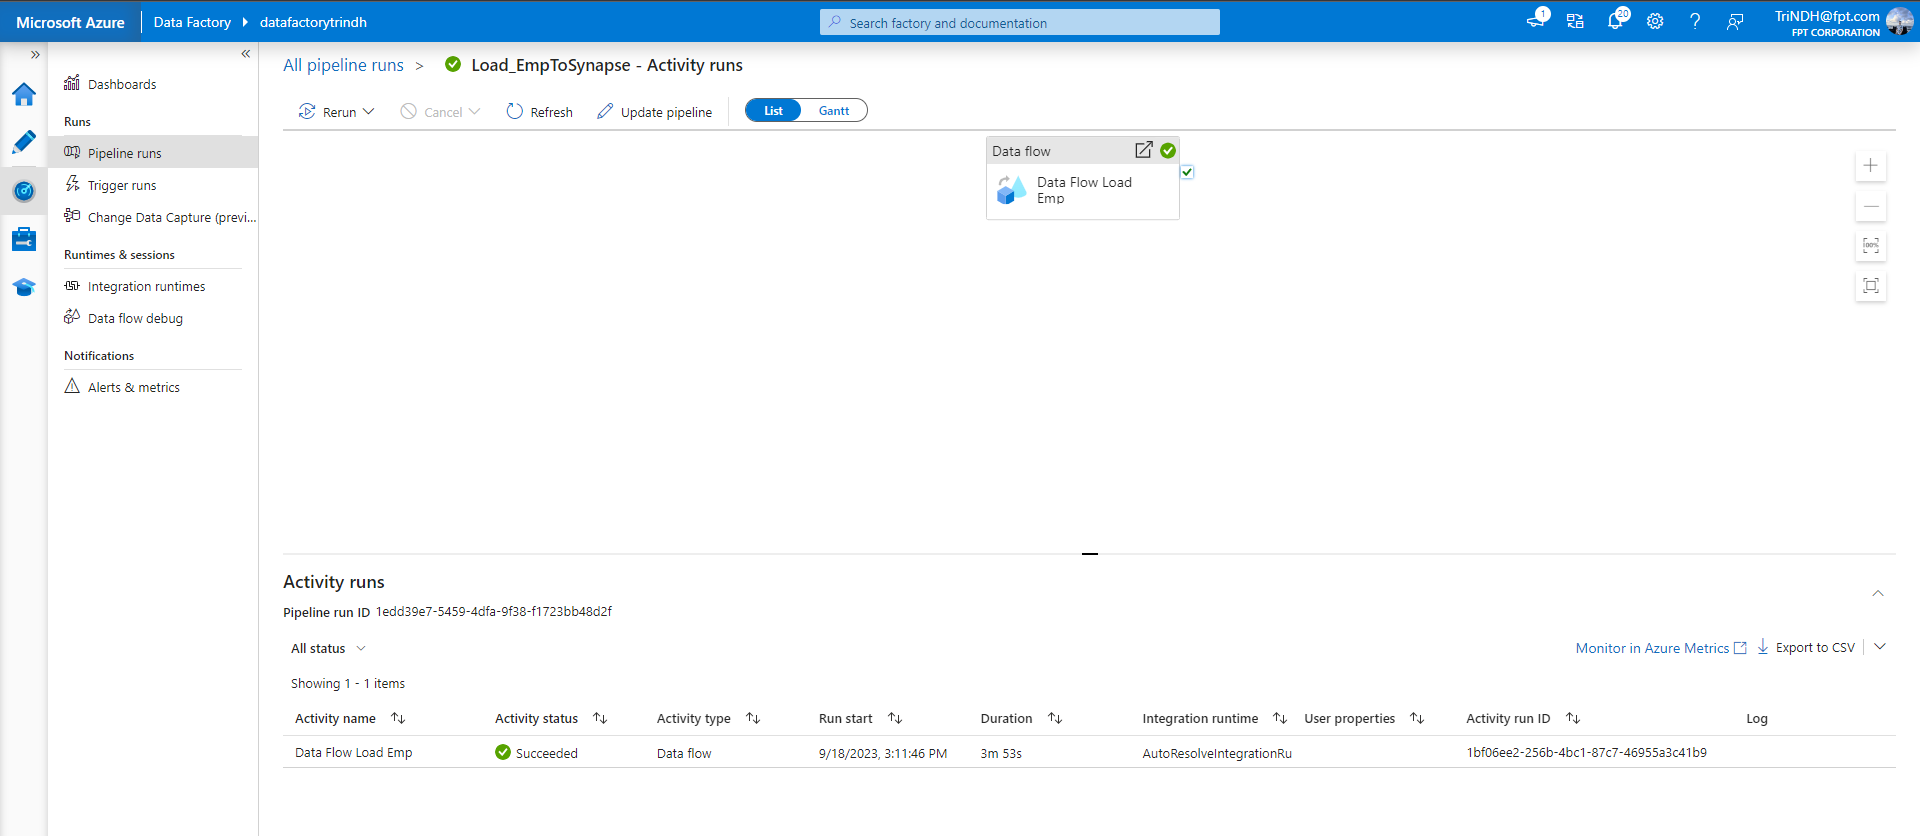 Microsoft Azure
Data Factory
datafactorytrindh
Search factory and documentation
1
20
TriNDH@fpt.com
FPT CORPORATION
Dashboards
Runs
Pipeline runs
Trigger runs
Change Data Capture (previ...
Runtimes & sessions
Integration runtimes
Data flow debug
Notifications
Alerts & metrics
All pipeline runs > Load_EmpToSynapse - Activity runs
Rerun
Cancel
Refresh
Update pipeline
List
Gantt
Data flow
Data Flow Load
Emp
100%
Activity runs
Pipeline run ID 1edd39e7-5459-4dfa-9f38-f1723bb48d2f
All status
Monitor in Azure Metrics
Export to CSV
Showing 1 - 1 items
Activity name Activity status Activity type Run start Duration Integration runtime User properties Activity run ID Log
Data Flow Load Emp Succeeded Data flow 9/18/2023, 3:11:46 PM 3m 53s AutoResolveIntegrationRu 1bf06ee2-256b-4bc1-87c7-46955a3c41b9